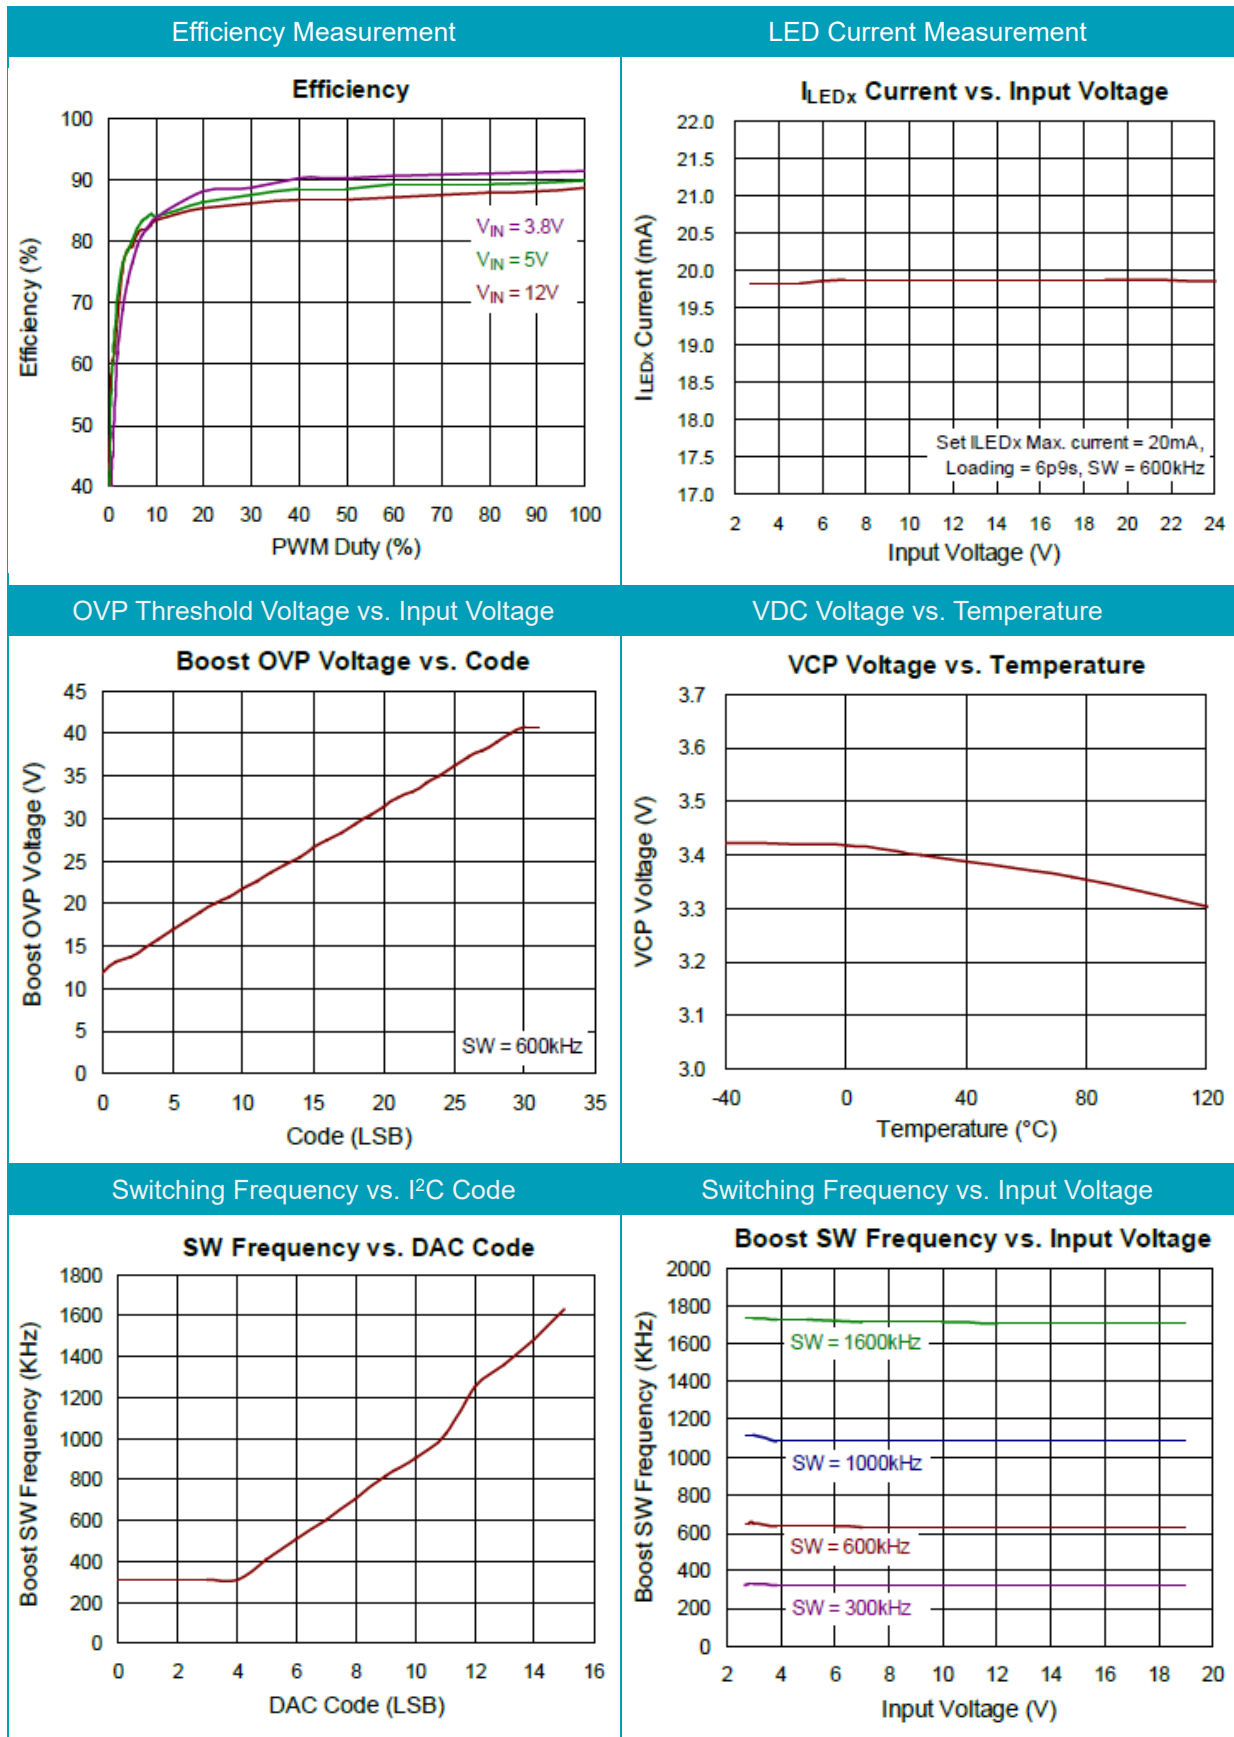 Efficiency Measurement
LED Current Measurement
Efficiency
100
90
80
70
60
50
40
Efficiency (%)
V_IN = 3.8V
V_IN = 5V
V_IN = 12V
0 10 20 30 40 50 60 70 80 90 100
PWM Duty (%)
I_LEDx Current vs. Input Voltage
22.0
21.5
21.0
20.5
20.0
19.5
19.0
18.5
18.0
17.5
17.0
I_LEDx Current (mA)
Set ILEDx Max. current = 20mA,
Loading = 6p9s, SW = 600kHz
2 4 6 8 10 12 14 16 18 20 22 24
Input Voltage (V)
OVP Threshold Voltage vs. Input Voltage
VDC Voltage vs. Temperature
Boost OVP Voltage vs. Code
45
40
35
30
25
20
15
10
5
0
Boost OVP Voltage (V)
SW = 600kHz
0 5 10 15 20 25 30 35
Code (LSB)
VCP Voltage vs. Temperature
3.7
3.6
3.5
3.4
3.3
3.2
3.1
3.0
VCP Voltage (V)
-40 0 40 80 120
Temperature (°C)
Switching Frequency vs. I²C Code
Switching Frequency vs. Input Voltage
SW Frequency vs. DAC Code
1800
1600
1400
1200
1000
800
600
400
200
0
Boost SW Frequency (KHz)
0 2 4 6 8 10 12 14 16
DAC Code (LSB)
Boost SW Frequency vs. Input Voltage
2000
1800
1600
1400
1200
1000
800
600
400
200
0
Boost SW Frequency (KHz)
SW = 1600kHz
SW = 1000kHz
SW = 600kHz
SW = 300kHz
2 4 6 8 10 12 14 16 18 20
Input Voltage (V)